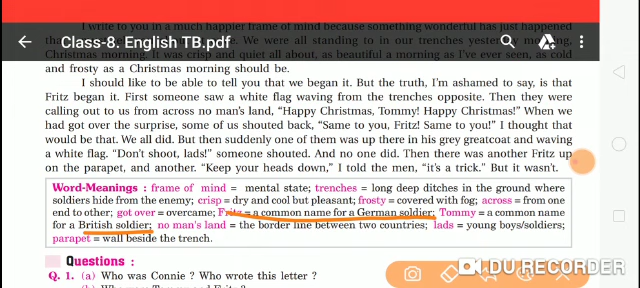 I write to you in a much happier frame of mind because something wonderful has just happened
We were all standing to in our trenches yesterday morning,
Class-8. English TB.pdf
Christmas morning. It was crisp and quiet all about, as beautiful a morning as I've ever seen, as cold
and frosty as a Christmas morning should be.
I should like to be able to tell you that we began it. But the truth, I'm ashamed to say, is that
Fritz began it. First someone saw a white flag waving from the trenches opposite. Then they were
calling out to us from across no man's land, "Happy Christmas, Tommy! Happy Christmas!" When we
had got over the surprise, some of us shouted back, "Same to you, Fritz! Same to you!" I thought that
would be that. We all did. But then suddenly one of them was up there in his grey greatcoat and waving
a white flag. "Don't shoot, lads!" someone shouted. And no one did. Then there was another Fritz up
on the parapet, and another. "Keep your heads down," I told the men, "it's a trick." But it wasn't.
Word-Meanings : frame of mind = mental state; trenches = long deep ditches in the ground where
soldiers hide from the enemy; crisp = dry and cool but pleasant; frosty = covered with fog; across = from one
end to other; got over = overcame; Fritz = a common name for a German soldier; Tommy = a common name
for a British soldier; no man's land = the border line between two countries; lads = young boys/soldiers;
parapet = wall beside the trench.
Questions :
Q. 1. (a) Who was Connie ? Who wrote this letter ?
DU RECORDER